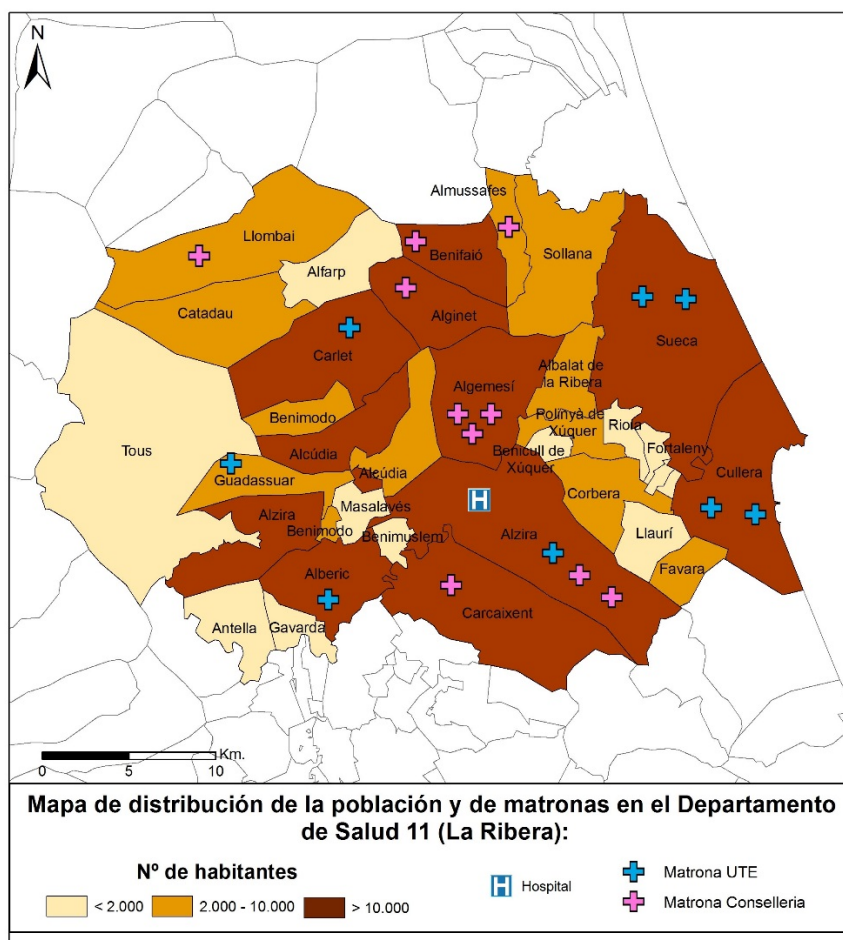 N
Almussafes
Llombai
Sollana
Benifaió
Alfarp
Catadau
Alginet
Sueca
Carlet
Albalat de
la Ribera
Algemesí
Benimodo
Polinyà de
Xúquer
Riola
Tous
Alcúdia
Fortaleny
Benicull de
Xúquer
Alcúdia
Cullera
Guadassuar
Corbera
H
Masalavés
Alzira
Alzira
Benimodo
Benimuslem
Llaurí
Favara
Alberic
Carcaixent
Antella
Gavarda
Km.
0 5 10
Mapa de distribución de la población y de matronas en el Departamento
de Salud 11 (La Ribera):
Nº de habitantes
H Hospital
Matrona UTE
Matrona Conselleria
< 2.000 2.000 - 10.000 > 10.000